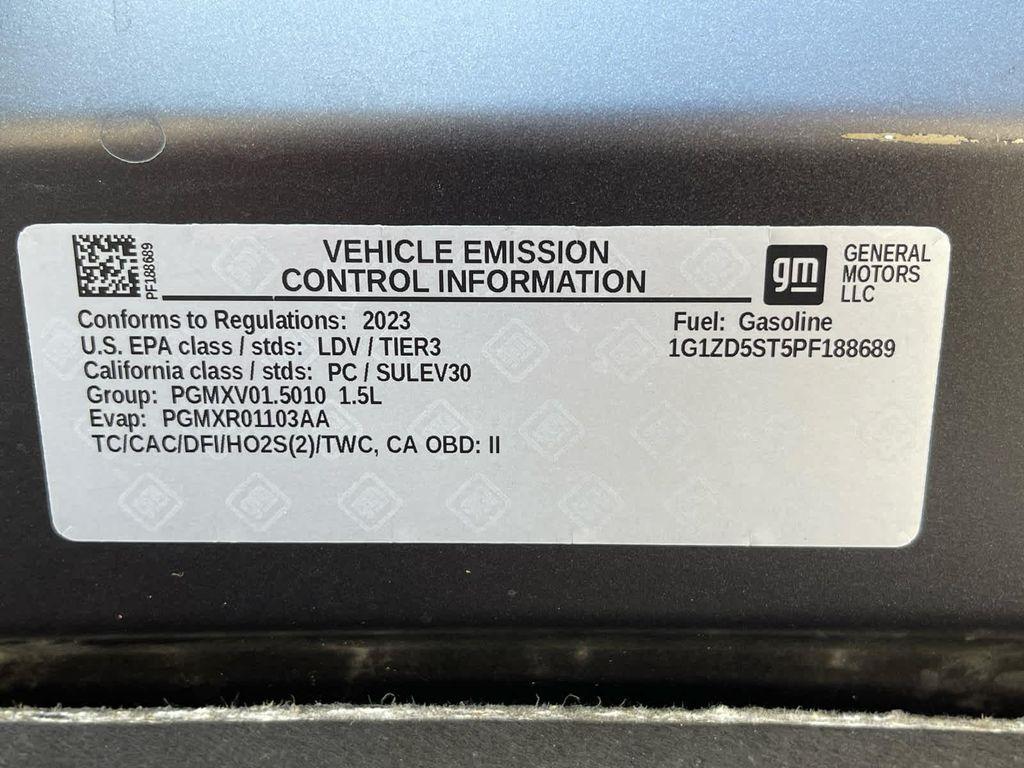 PF188689
VEHICLE EMISSION
CONTROL INFORMATION
gm
GENERAL
MOTORS
LLC
Conforms to Regulations: 2023
U.S. EPA class / stds: LDV / TIER3
California class / stds: PC / SULEV30
Group: PGMXV01.5010 1.5L
Evap: PGMXR01103AA
TC/CAC/DFI/HO2S(2)/TWC, CA OBD: II
Fuel: Gasoline
1G1ZD5ST5PF188689